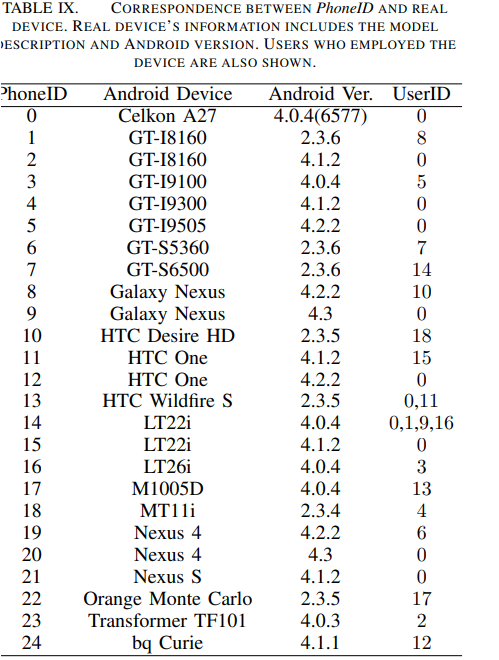 TABLE IX. CORRESPONDENCE BETWEEN PhoneID AND REAL
DEVICE. REAL DEVICE'S INFORMATION INCLUDES THE MODEL
DESCRIPTION AND ANDROID VERSION. USERS WHO EMPLOYED THE
DEVICE ARE ALSO SHOWN.
PhoneID Android Device Android Ver. UserID
0 Celkon A27 4.0.4(6577) 0
1 GT-I8160 2.3.6 8
2 GT-I8160 4.1.2 0
3 GT-I9100 4.0.4 5
4 GT-I9300 4.1.2 0
5 GT-I9505 4.2.2 0
6 GT-S5360 2.3.6 7
7 GT-S6500 2.3.6 14
8 Galaxy Nexus 4.2.2 10
9 Galaxy Nexus 4.3 0
10 HTC Desire HD 2.3.5 18
11 HTC One 4.1.2 15
12 HTC One 4.2.2 0
13 HTC Wildfire S 2.3.5 0,11
14 LT22i 4.0.4 0,1,9,16
15 LT22i 4.1.2 0
16 LT26i 4.0.4 3
17 M1005D 4.0.4 13
18 MT11i 2.3.4 4
19 Nexus 4 4.2.2 6
20 Nexus 4 4.3 0
21 Nexus S 4.1.2 0
22 Orange Monte Carlo 2.3.5 17
23 Transformer TF101 4.0.3 2
24 bq Curie 4.1.1 12